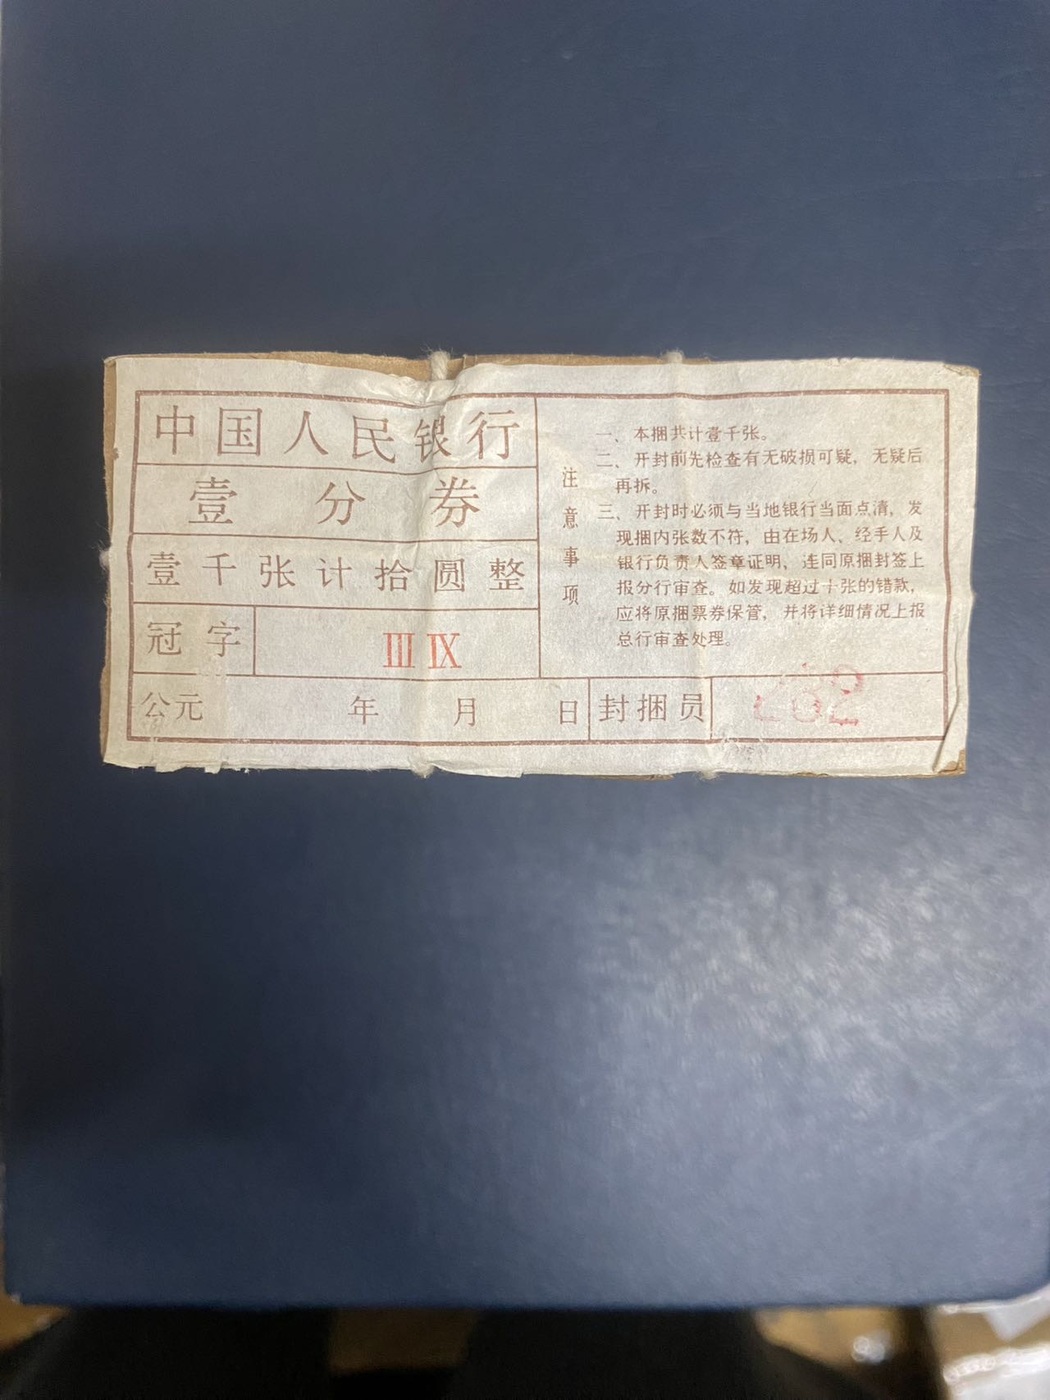 中国人民银行
壹分券
壹千张计拾圆整
冠字 ⅢⅨ
公元 年 月 日 封捆员
注意事项
一、本捆共计壹千张。
二、开封前先检查有无破损可疑，无疑后
再拆。
三、开封时必须与当地银行当面点清，发
现捆内张数不符，由在场人、经手人及
银行负责人签章证明，连同原捆封签上
报分行审查。如发现超过十张的错款，
应将原捆票券保管，并将详细情况上报
总行审查处理。